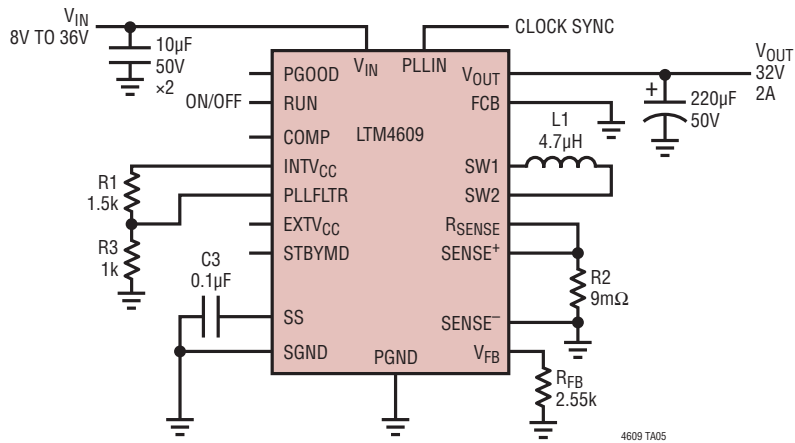 VIN
8V TO 36V
10µF
50V
×2
CLOCK SYNC
VIN
PLLIN
VOUT
32V
2A
220µF
50V
+
PGOOD
ON/OFF
RUN
COMP
LTM4609
INTVCC
PLLFLTR
EXTVCC
STBYMD
SS
SGND
PGND
VOUT
FCB
SW1
SW2
RSENSE
SENSE+
SENSE–
VFB
L1
4.7µH
R1
1.5k
R3
1k
C3
0.1µF
R2
9mΩ
RFB
2.55k
4609 TA05